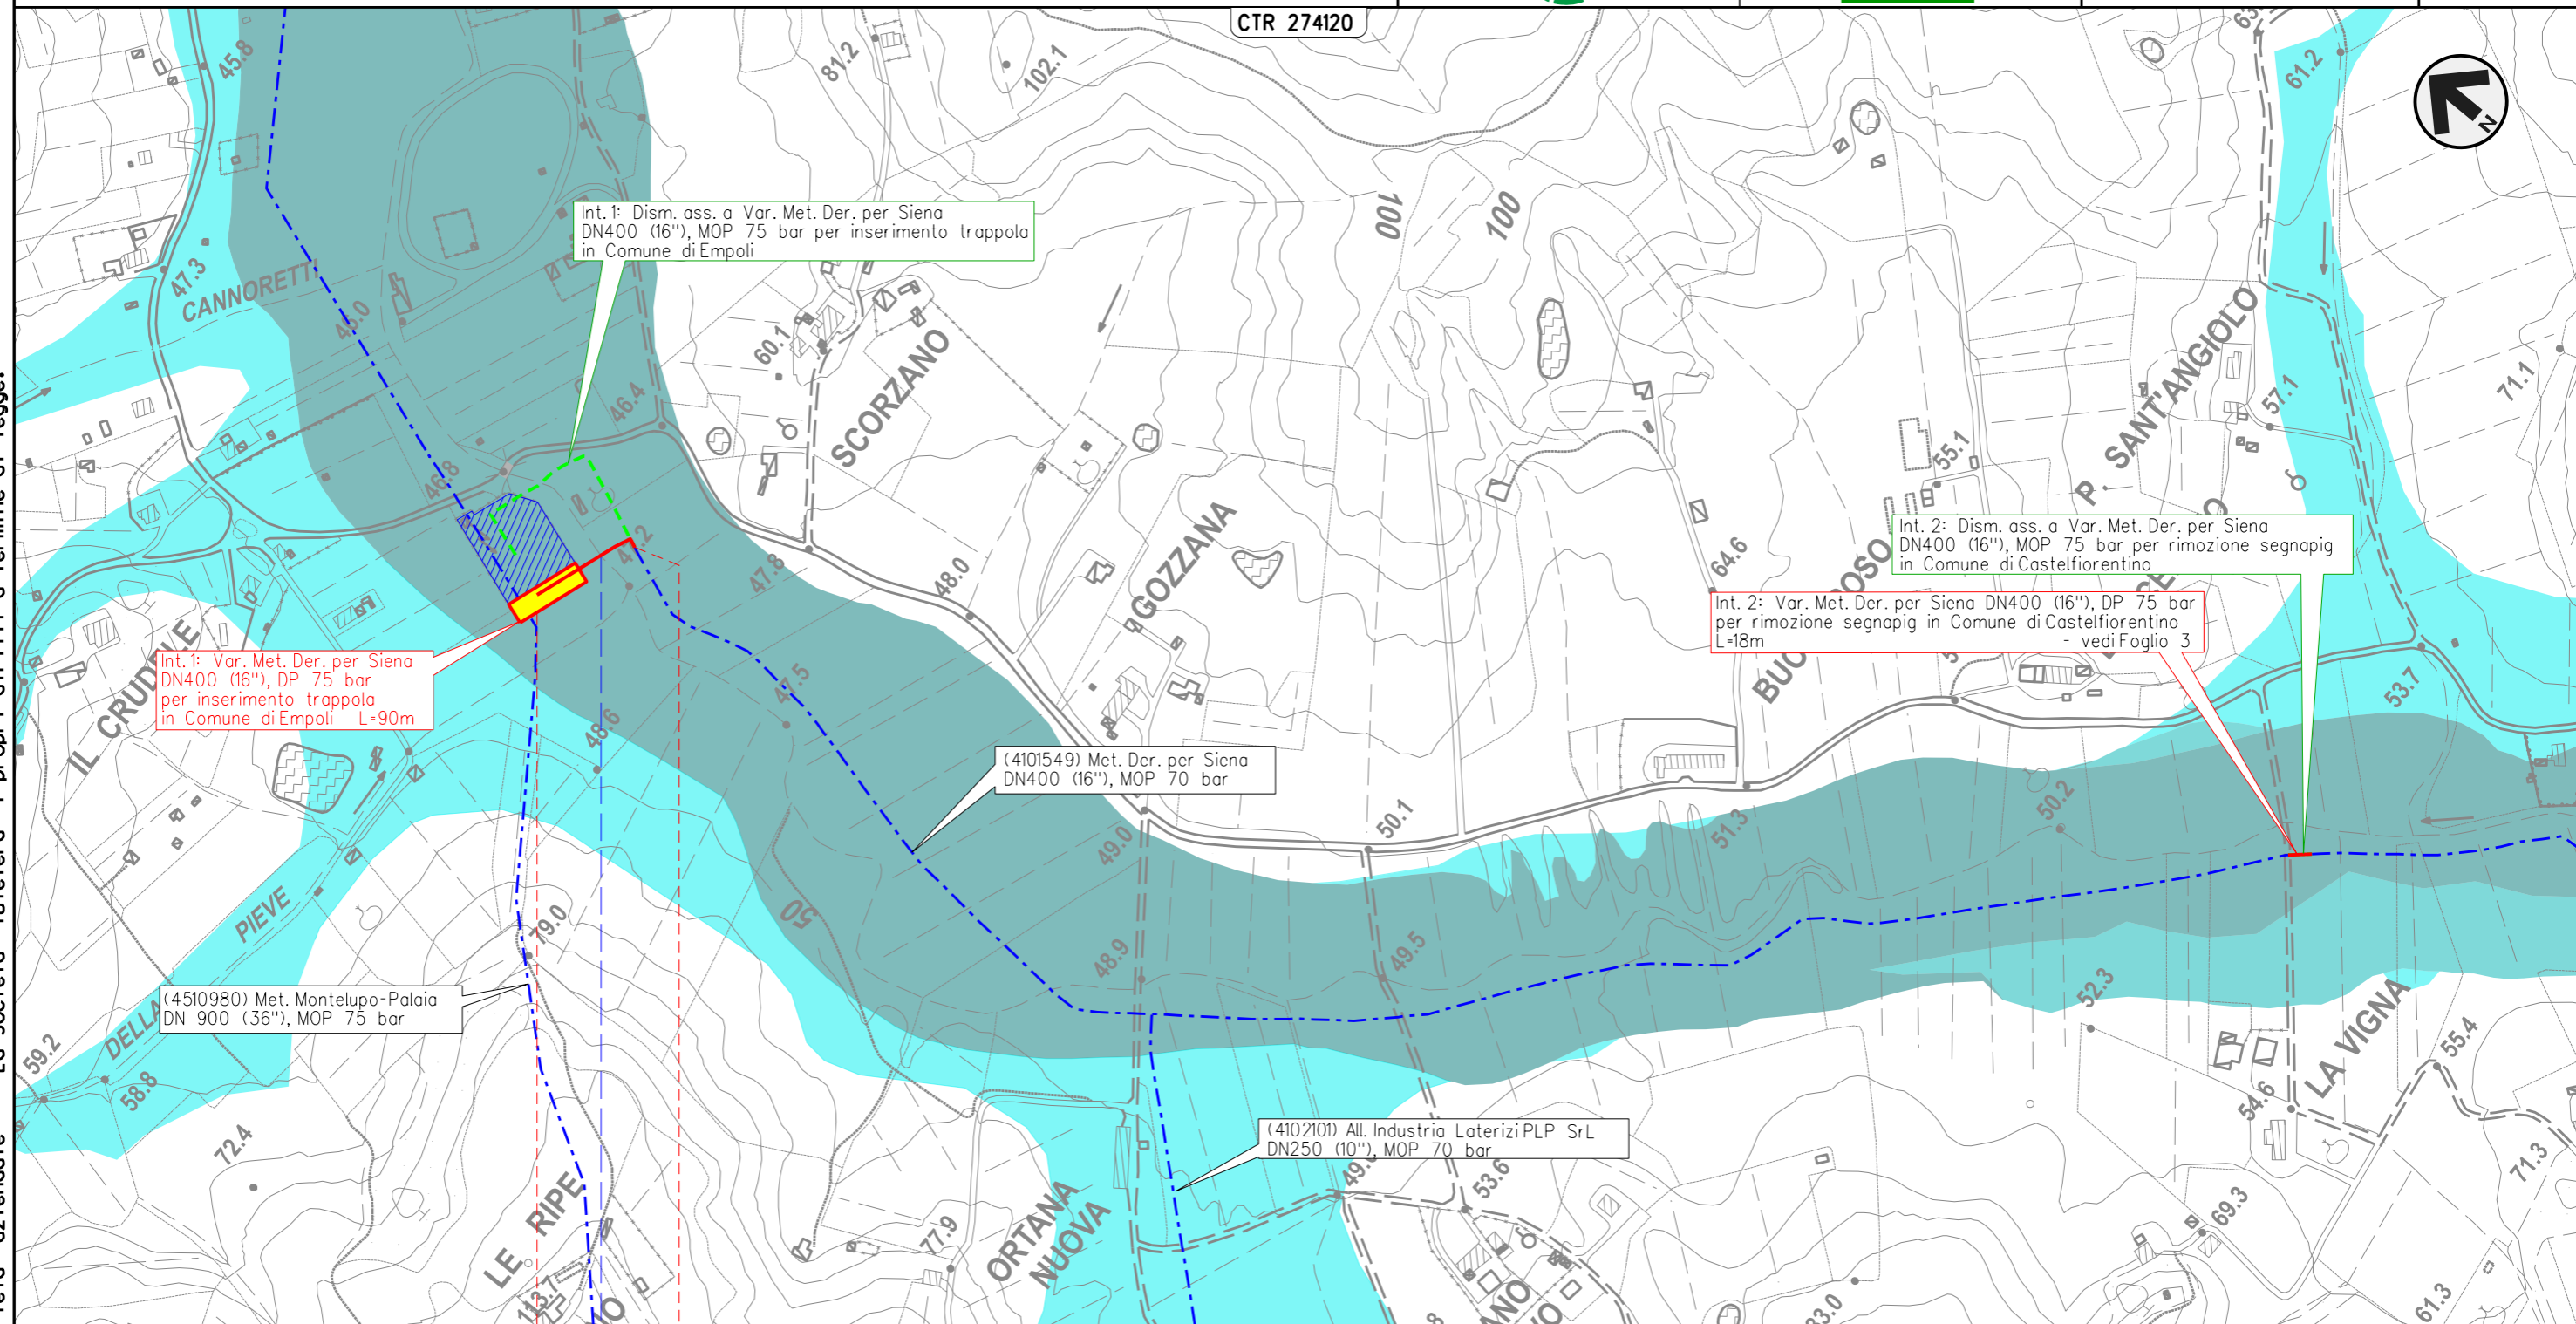 CTR 274120
45.8
81.2
102.1
61.2
N
100
100
47.3
CANNORETTI
45.0
Int. 1: Dism. ass. a Var. Met. Der. per Siena
DN400 (16"), MOP 75 bar per inserimento trappola
in Comune di Empoli
60.1
SCORZANO
46.4
46.8
47.8
48.0
GOZZANA
55.1
P. SANT'ANGIOLO
57.1
71.1
64.6
Int. 2: Dism. ass. a Var. Met. Der. per Siena
DN400 (16"), MOP 75 bar per rimozione segnapig
in Comune di Castelfiorentino
Int. 2: Var. Met. Der. per Siena DN400 (16"), DP 75 bar
per rimozione segnapig in Comune di Castelfiorentino
L=18m - vedi Foglio 3
IL CRUDELE
Int. 1: Var. Met. Der. per Siena
DN400 (16"), DP 75 bar
per inserimento trappola
in Comune di Empoli L=90m
47.5
48.6
53.7
(4101549) Met. Der. per Siena
DN400 (16"), MOP 70 bar
49.0
50.1
51.3
50.2
50
PIEVE
DELLA
79.0
48.9
49.5
52.3
(4510980) Met. Montelupo-Palaia
DN 900 (36"), MOP 75 bar
59.2
58.8
72.4
LA VIGNA
55.4
54.6
(4102101) All. Industria Laterizi PLP SrL
DN250 (10"), MOP 70 bar
53.6
71.3
69.3
LE RIPE
113.7
77.9
ORTANA
NUOVA
61.3